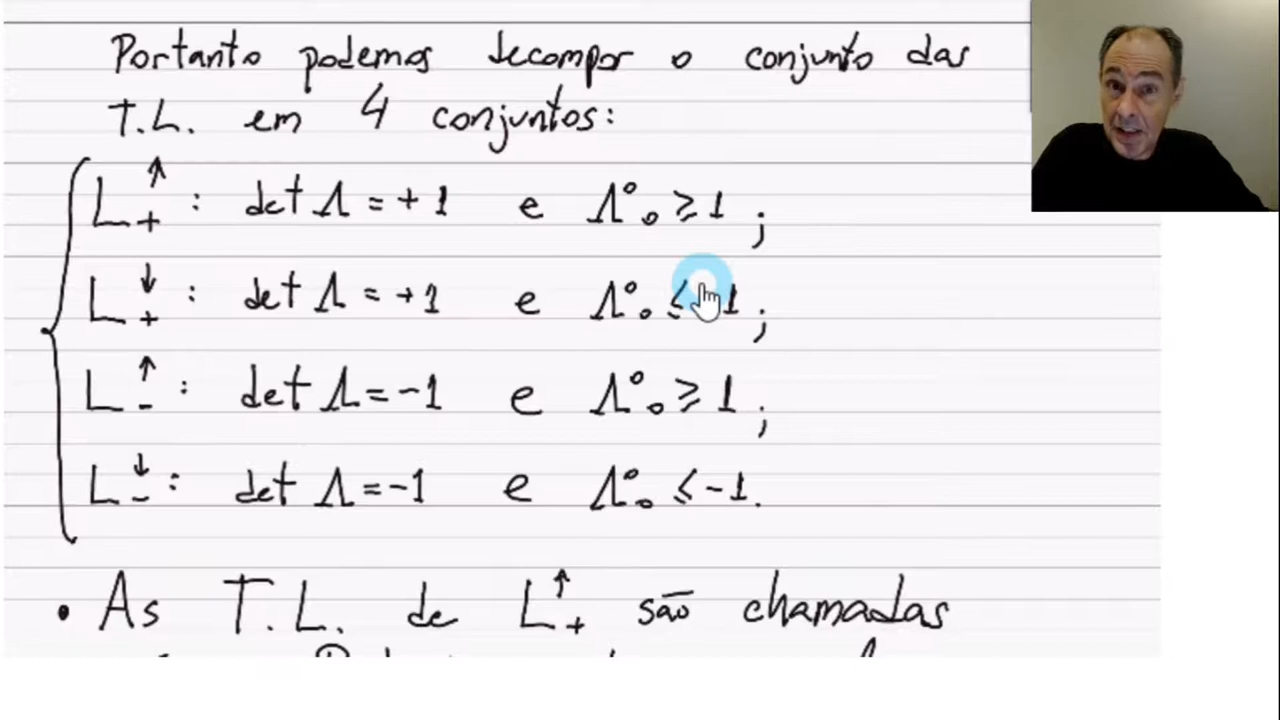 Portanto podemos decompor o conjunto das
T.L. em 4 conjuntos:
L₊↑ : det Λ = +1 e Λ⁰₀ ≥ 1 ;
L₊↓ : det Λ = +1 e Λ⁰₀ ≤ 1 ;
L₋↑ : det Λ = -1 e Λ⁰₀ ≥ 1 ;
L₋↓ : det Λ = -1 e Λ⁰₀ ≤ -1.
• As T.L. de L₊↑ são chamadas